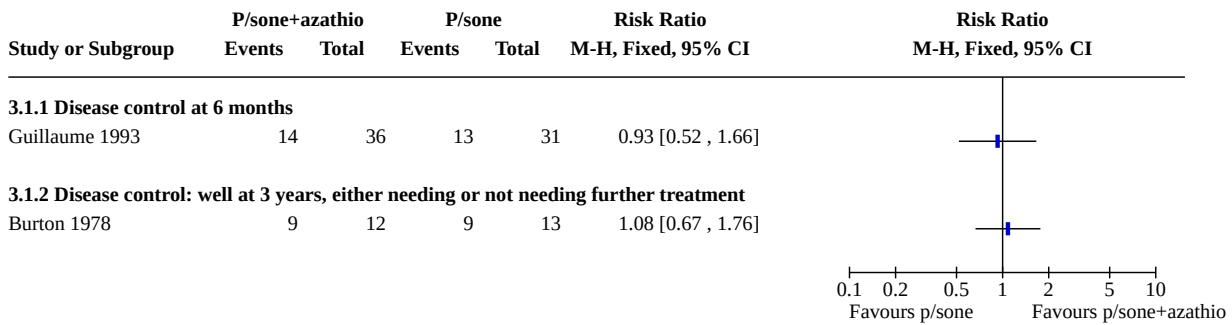 P/sone+azathio P/sone Risk Ratio Risk Ratio
Study or Subgroup Events Total Events Total M-H, Fixed, 95% CI M-H, Fixed, 95% CI
3.1.1 Disease control at 6 months
Guillaume 1993 14 36 13 31 0.93 [0.52 , 1.66]
3.1.2 Disease control: well at 3 years, either needing or not needing further treatment
Burton 1978 9 12 9 13 1.08 [0.67 , 1.76]
0.1 0.2 0.5 1 2 5 10
Favours p/sone Favours p/sone+azathio